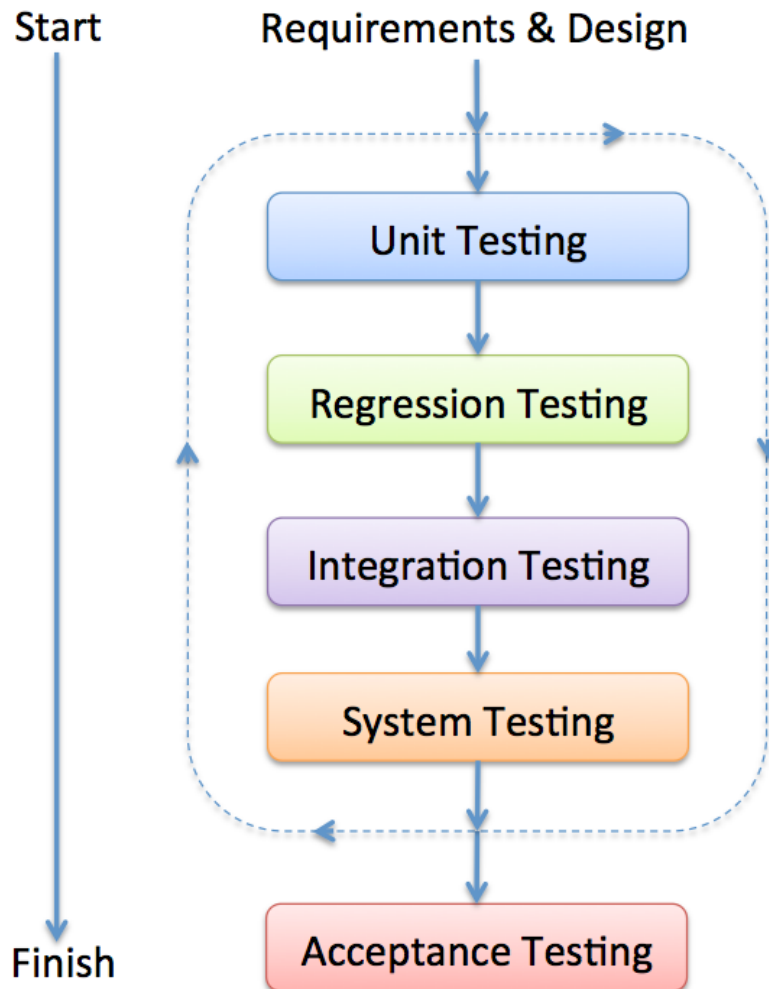 Start
Requirements & Design
Unit Testing
Regression Testing
Integration Testing
System Testing
Acceptance Testing
Finish